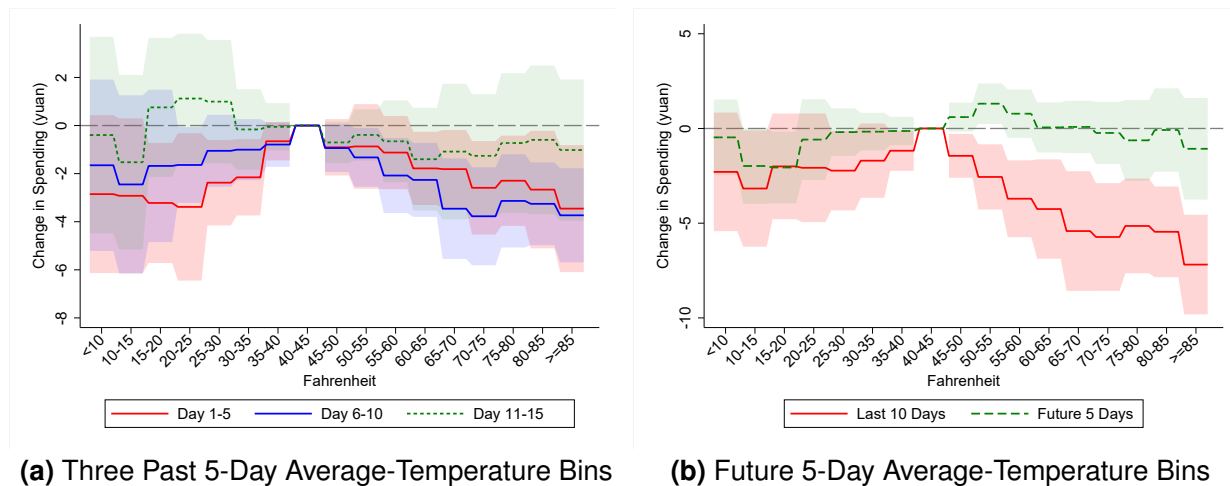 Change in Spending (yuan)
2
0
-2
-4
-6
-8
<10 10-15 15-20 20-25 25-30 30-35 35-40 40-45 45-50 50-55 55-60 60-65 65-70 70-75 75-80 80-85 >=85
Fahrenheit
Day 1-5 Day 6-10 Day 11-15
(a) Three Past 5-Day Average-Temperature Bins
Change in Spending (yuan)
5
0
-5
-10
<10 10-15 15-20 20-25 25-30 30-35 35-40 40-45 45-50 50-55 55-60 60-65 65-70 70-75 75-80 80-85 >=85
Fahrenheit
Last 10 Days Future 5 Days
(b) Future 5-Day Average-Temperature Bins